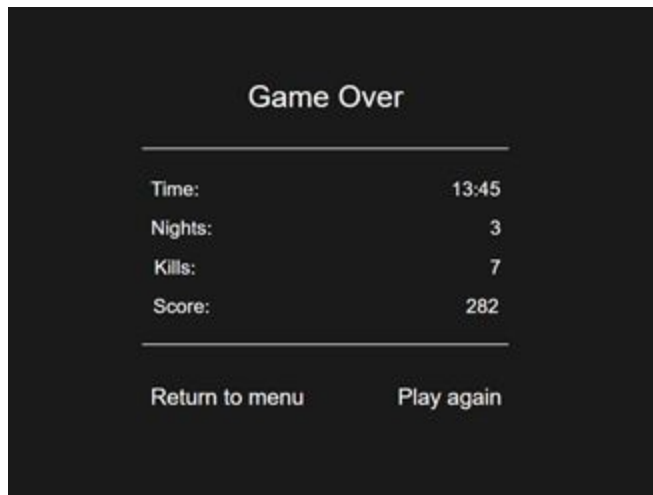 Game Over
Time: 13:45
Nights: 3
Kills: 7
Score: 282
Return to menu Play again